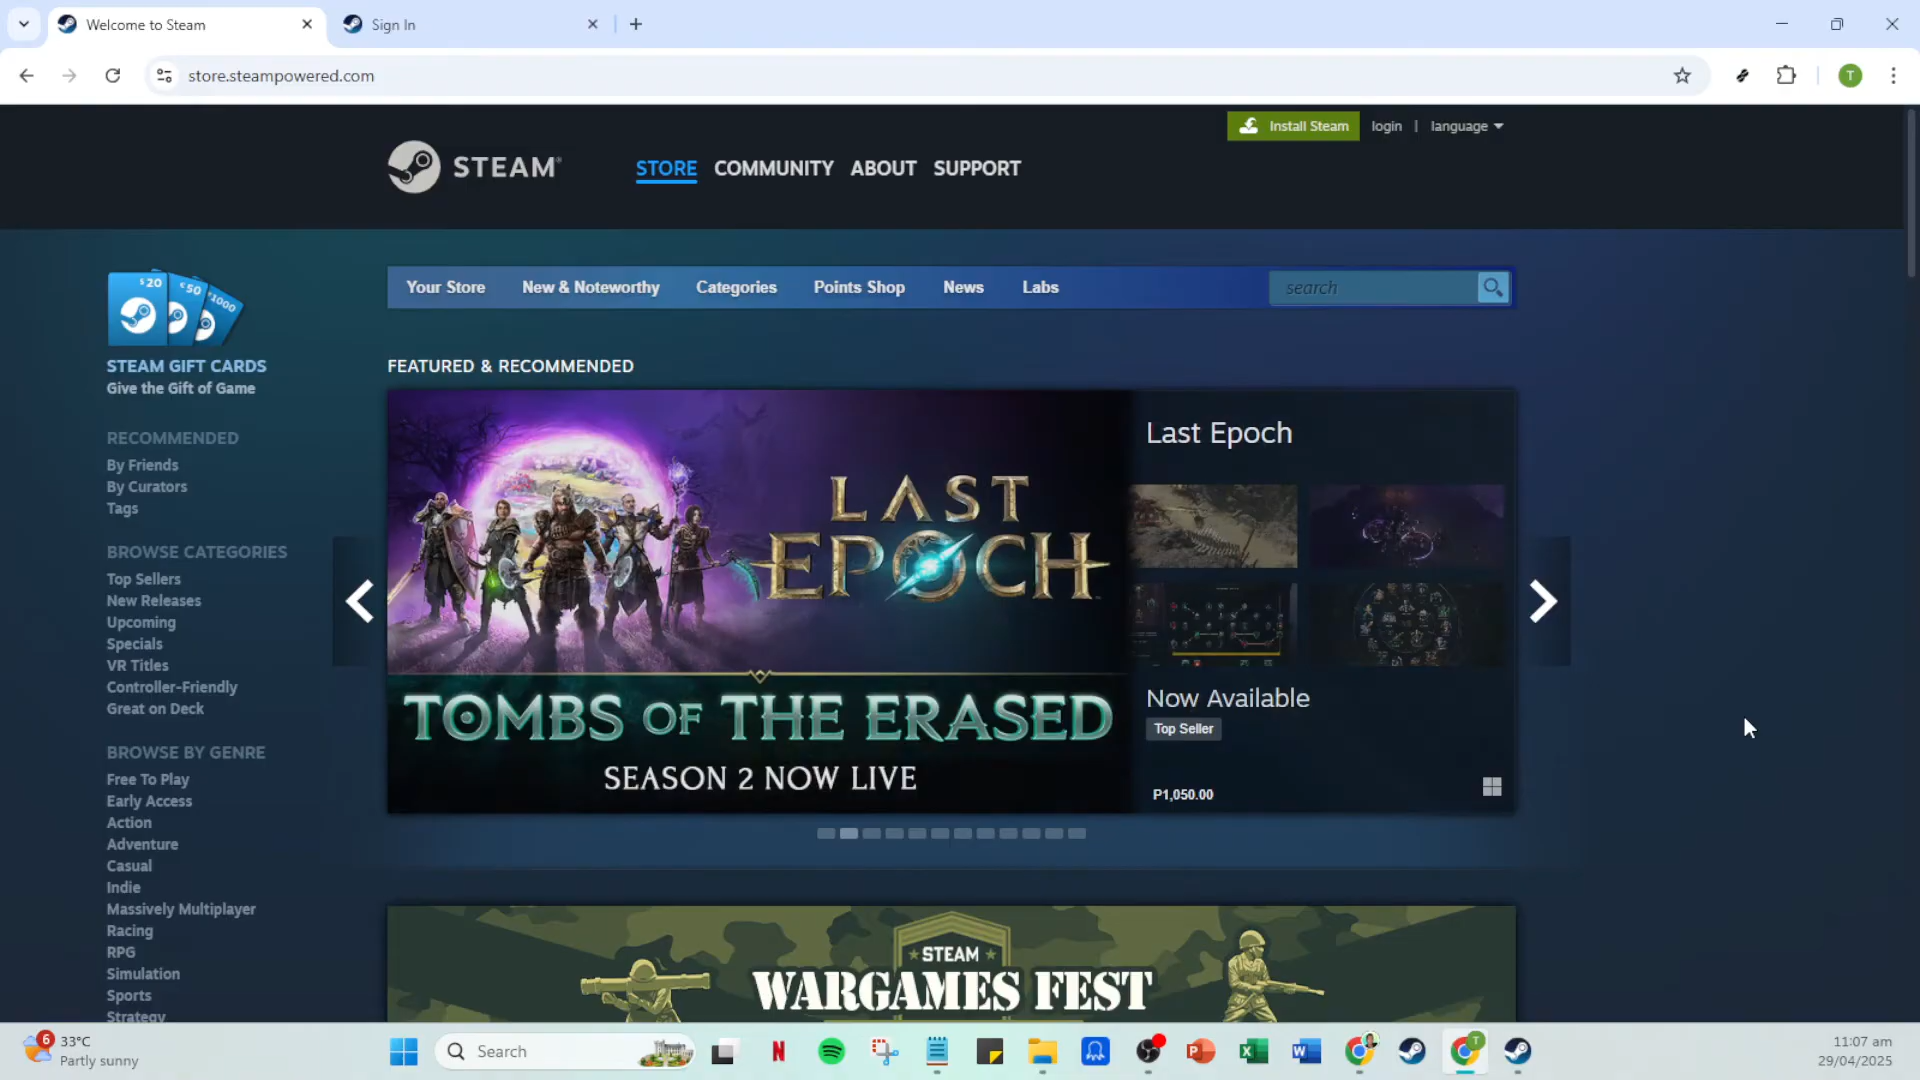 Welcome to Steam
Sign In
store.steampowered.com
T
Install Steam
login | language
STEAM®
STORE COMMUNITY ABOUT SUPPORT
Your Store New & Noteworthy Categories Points Shop News Labs
search
$20 €50 1000
STEAM GIFT CARDS
Give the Gift of Game
RECOMMENDED
By Friends
By Curators
Tags
BROWSE CATEGORIES
Top Sellers
New Releases
Upcoming
Specials
VR Titles
Controller-Friendly
Great on Deck
BROWSE BY GENRE
Free To Play
Early Access
Action
Adventure
Casual
Indie
Massively Multiplayer
Racing
RPG
Simulation
Sports
Strategy
FEATURED & RECOMMENDED
LAST
EPOCH
TOMBS OF THE ERASED
SEASON 2 NOW LIVE
Last Epoch
Now Available
Top Seller
P1,050.00
STEAM
WARGAMES FEST
6
33°C
Partly sunny
Search
T
11:07 am
29/04/2025